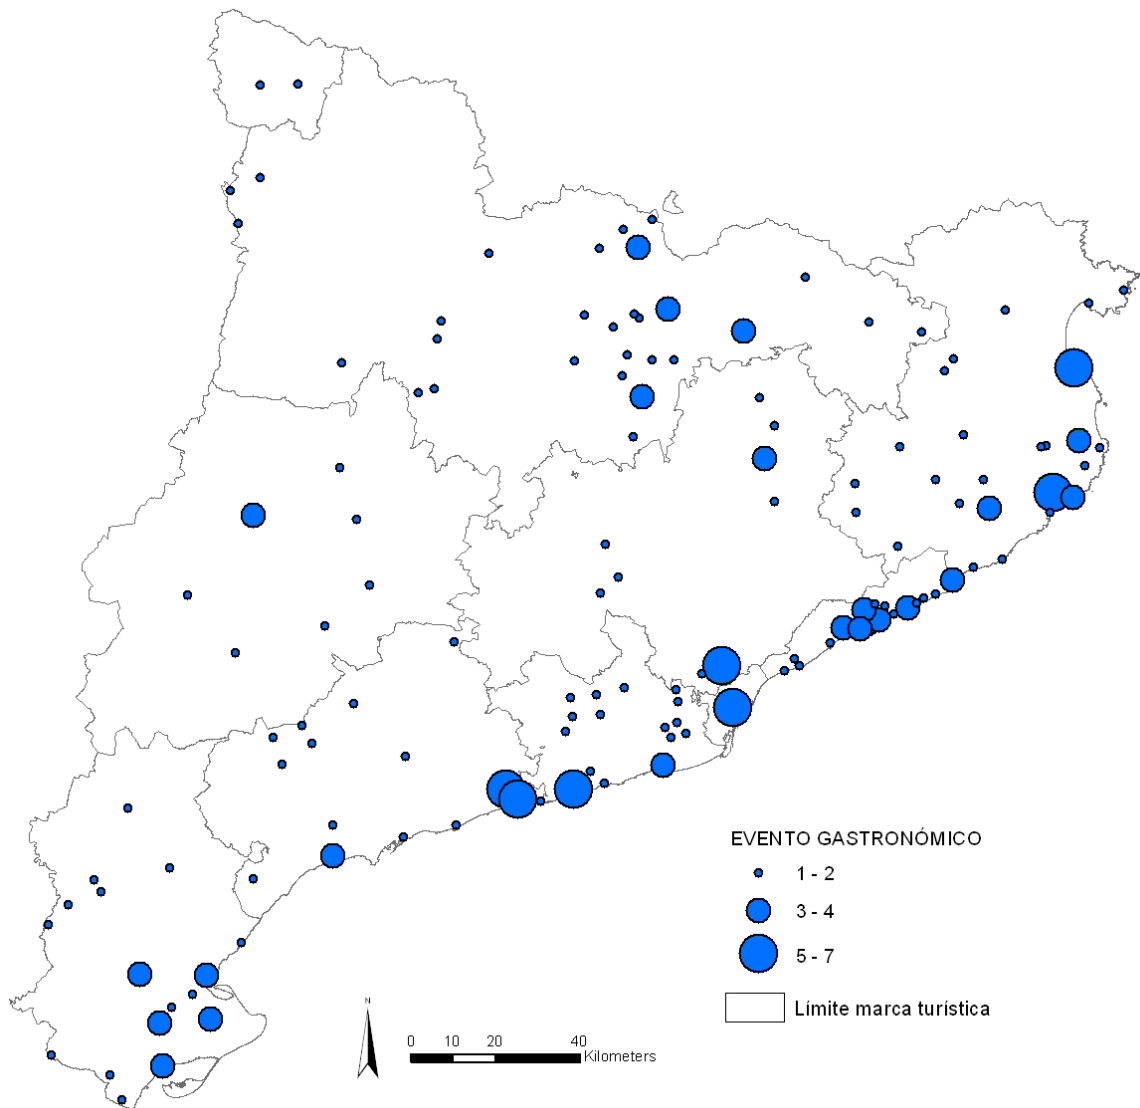 EVENTO GASTRONÓMICO
1 - 2
3 - 4
5 - 7
Límite marca turística
N
0 10 20 40
Kilometers